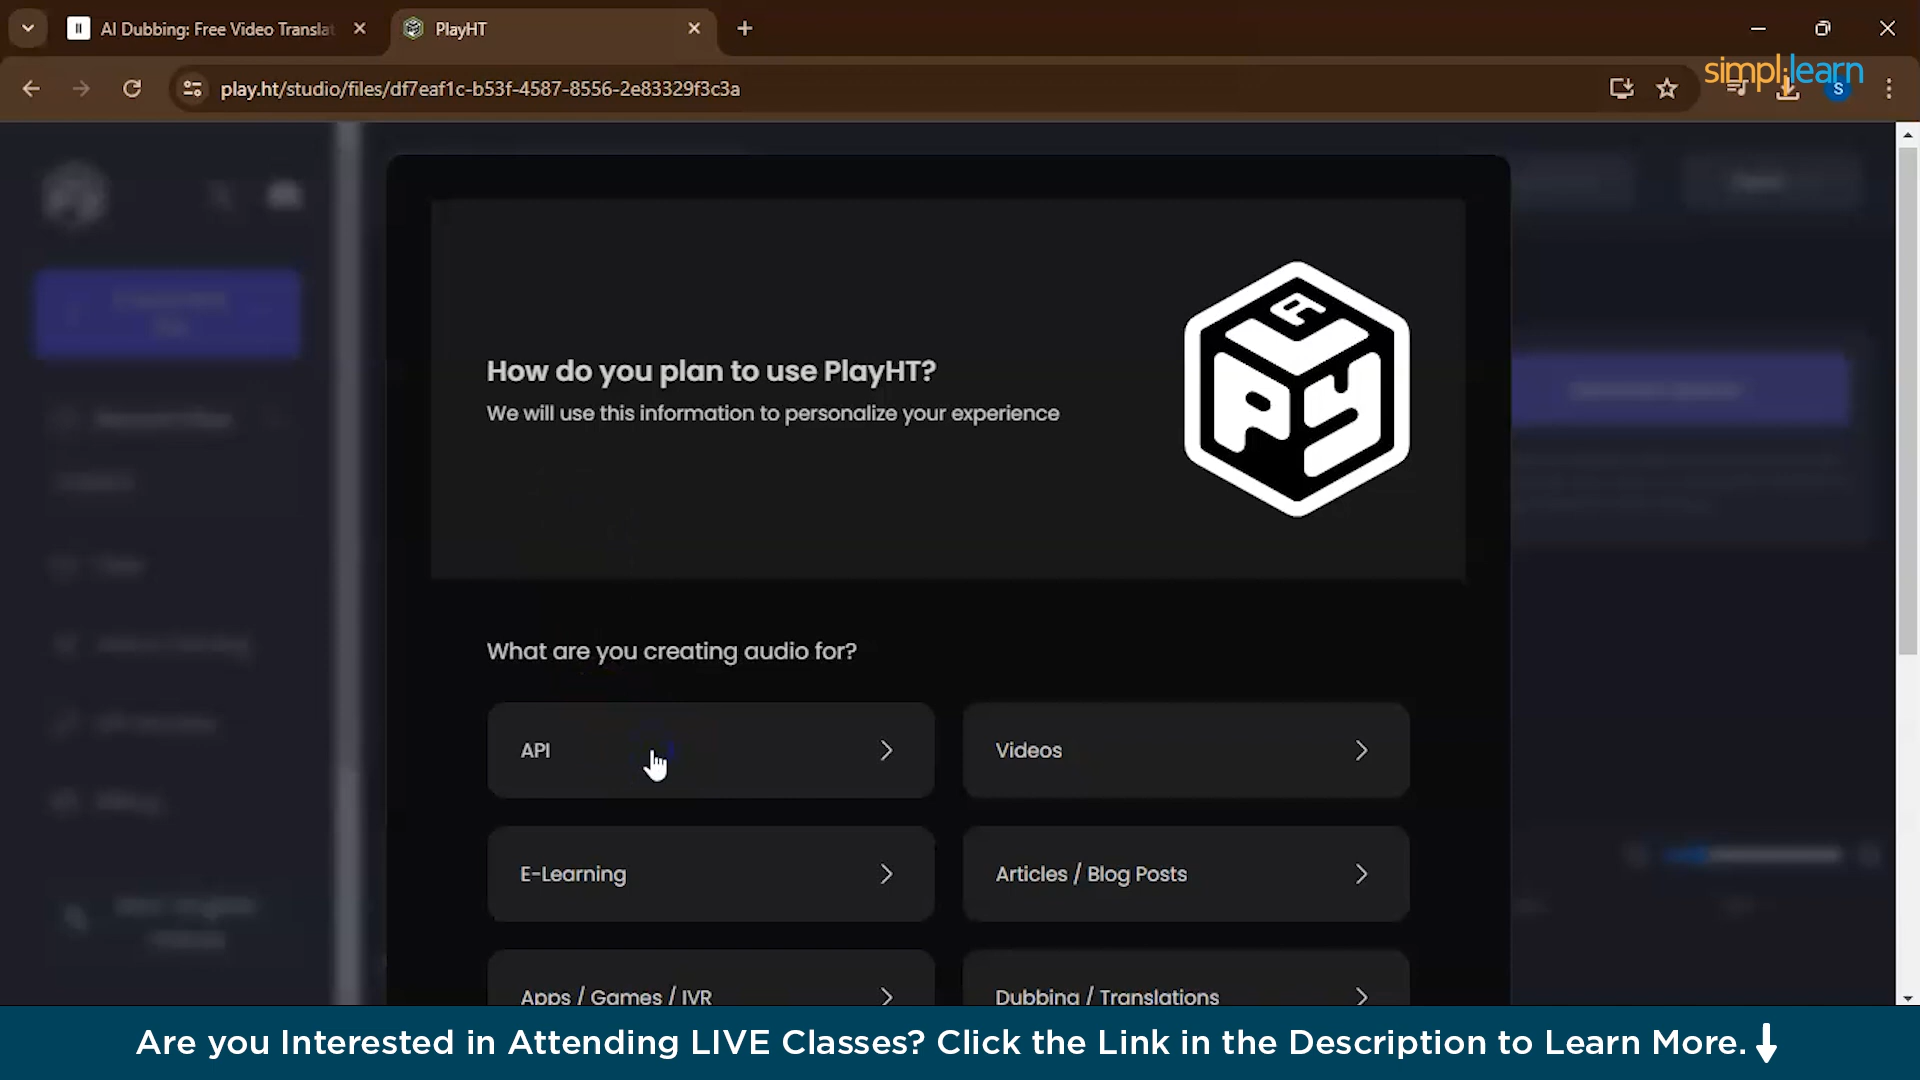 AI Dubbing: Free Video Translat
PlayHT
simplilearn
play.ht/studio/files/df7eaf1c-b53f-4587-8556-2e83329f3c3a
S
How do you plan to use PlayHT?
We will use this information to personalize your experience
What are you creating audio for?
API
Videos
E-Learning
Articles / Blog Posts
Apps / Games / IVR
Dubbing / Translations
Are you Interested in Attending LIVE Classes? Click the Link in the Description to Learn More.